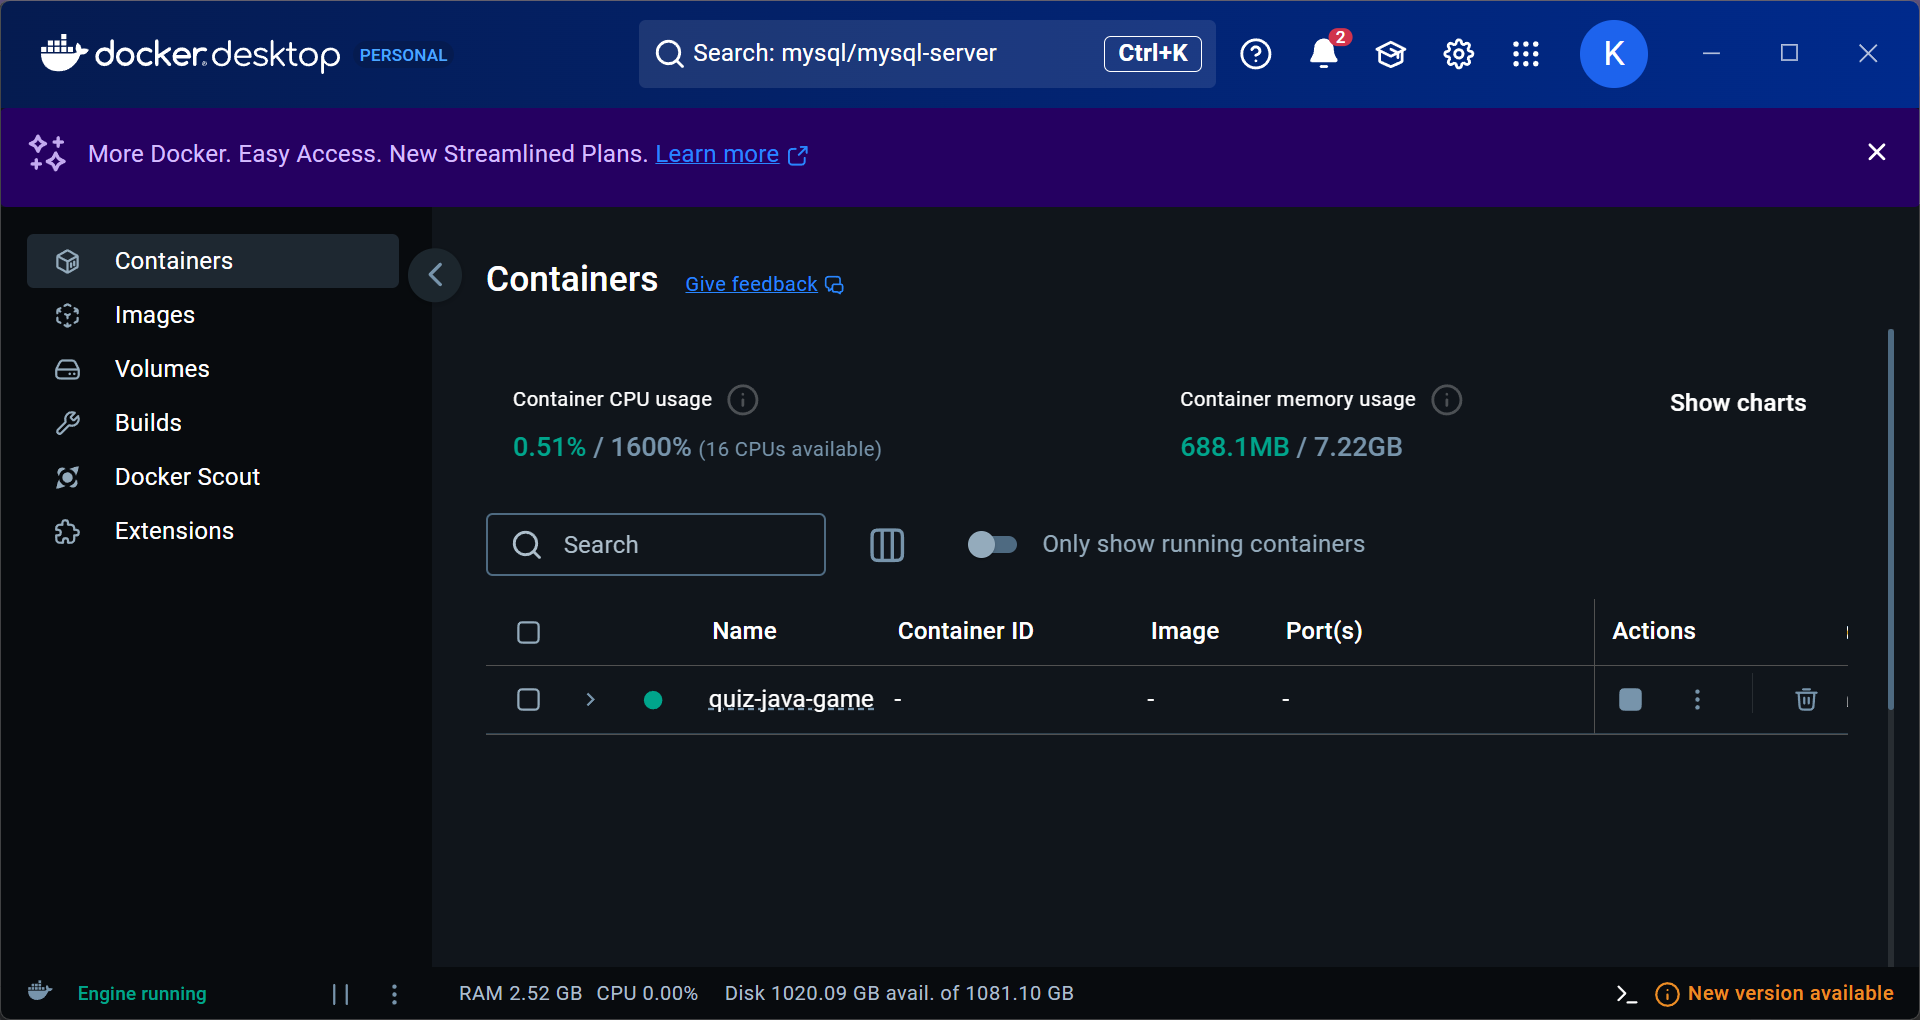 docker desktop PERSONAL
Search: mysql/mysql-server
Ctrl+K
2
K
More Docker. Easy Access. New Streamlined Plans. Learn more
Containers
Images
Volumes
Builds
Docker Scout
Extensions
Containers Give feedback
Container CPU usage
0.51% / 1600% (16 CPUs available)
Container memory usage
688.1MB / 7.22GB
Show charts
Search
Only show running containers
Name Container ID Image Port(s) Actions
quiz-java-game - - -
Engine running
RAM 2.52 GB CPU 0.00% Disk 1020.09 GB avail. of 1081.10 GB
New version available